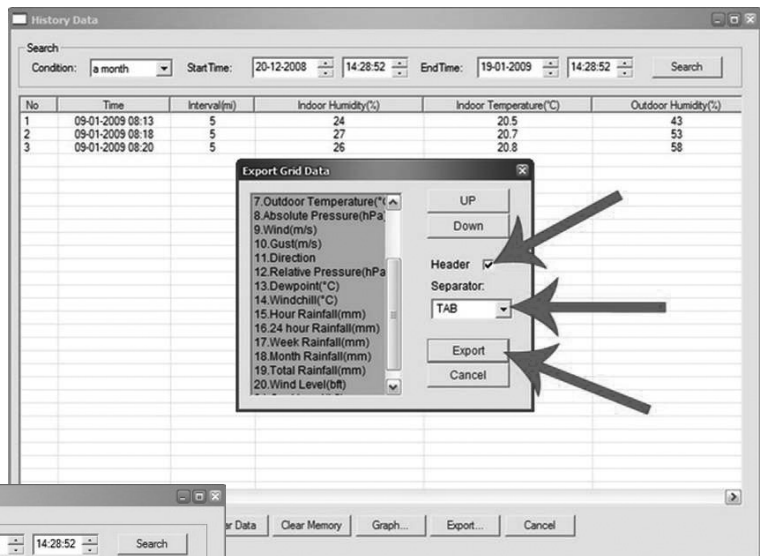 History Data
Search
Condition: a month StartTime: 20-12-2008 14:28:52 EndTime: 19-01-2009 14:28:52 Search
No Time Interval(mi) Indoor Humidity(%) Indoor Temperature(°C) Outdoor Humidity(%)
1 09-01-2009 08:13 5 24 20.5 43
2 09-01-2009 08:18 5 27 20.7 53
3 09-01-2009 08:20 5 26 20.8 58
Export Grid Data
7.Outdoor Temperature(°C
8.Absolute Pressure(hPa)
9.Wind(m/s)
10.Gust(m/s)
11.Direction
12.Relative Pressure(hPa
13.Dewpoint(°C)
14.Windchill(°C)
15.Hour Rainfall(mm)
16.24 hour Rainfall(mm)
17.Week Rainfall(mm)
18.Month Rainfall(mm)
19.Total Rainfall(mm)
20.Wind Level(bft)
UP
Down
Header
Separator:
TAB
Export
Cancel
Data Clear Memory Graph... Export... Cancel
14:28:52 Search